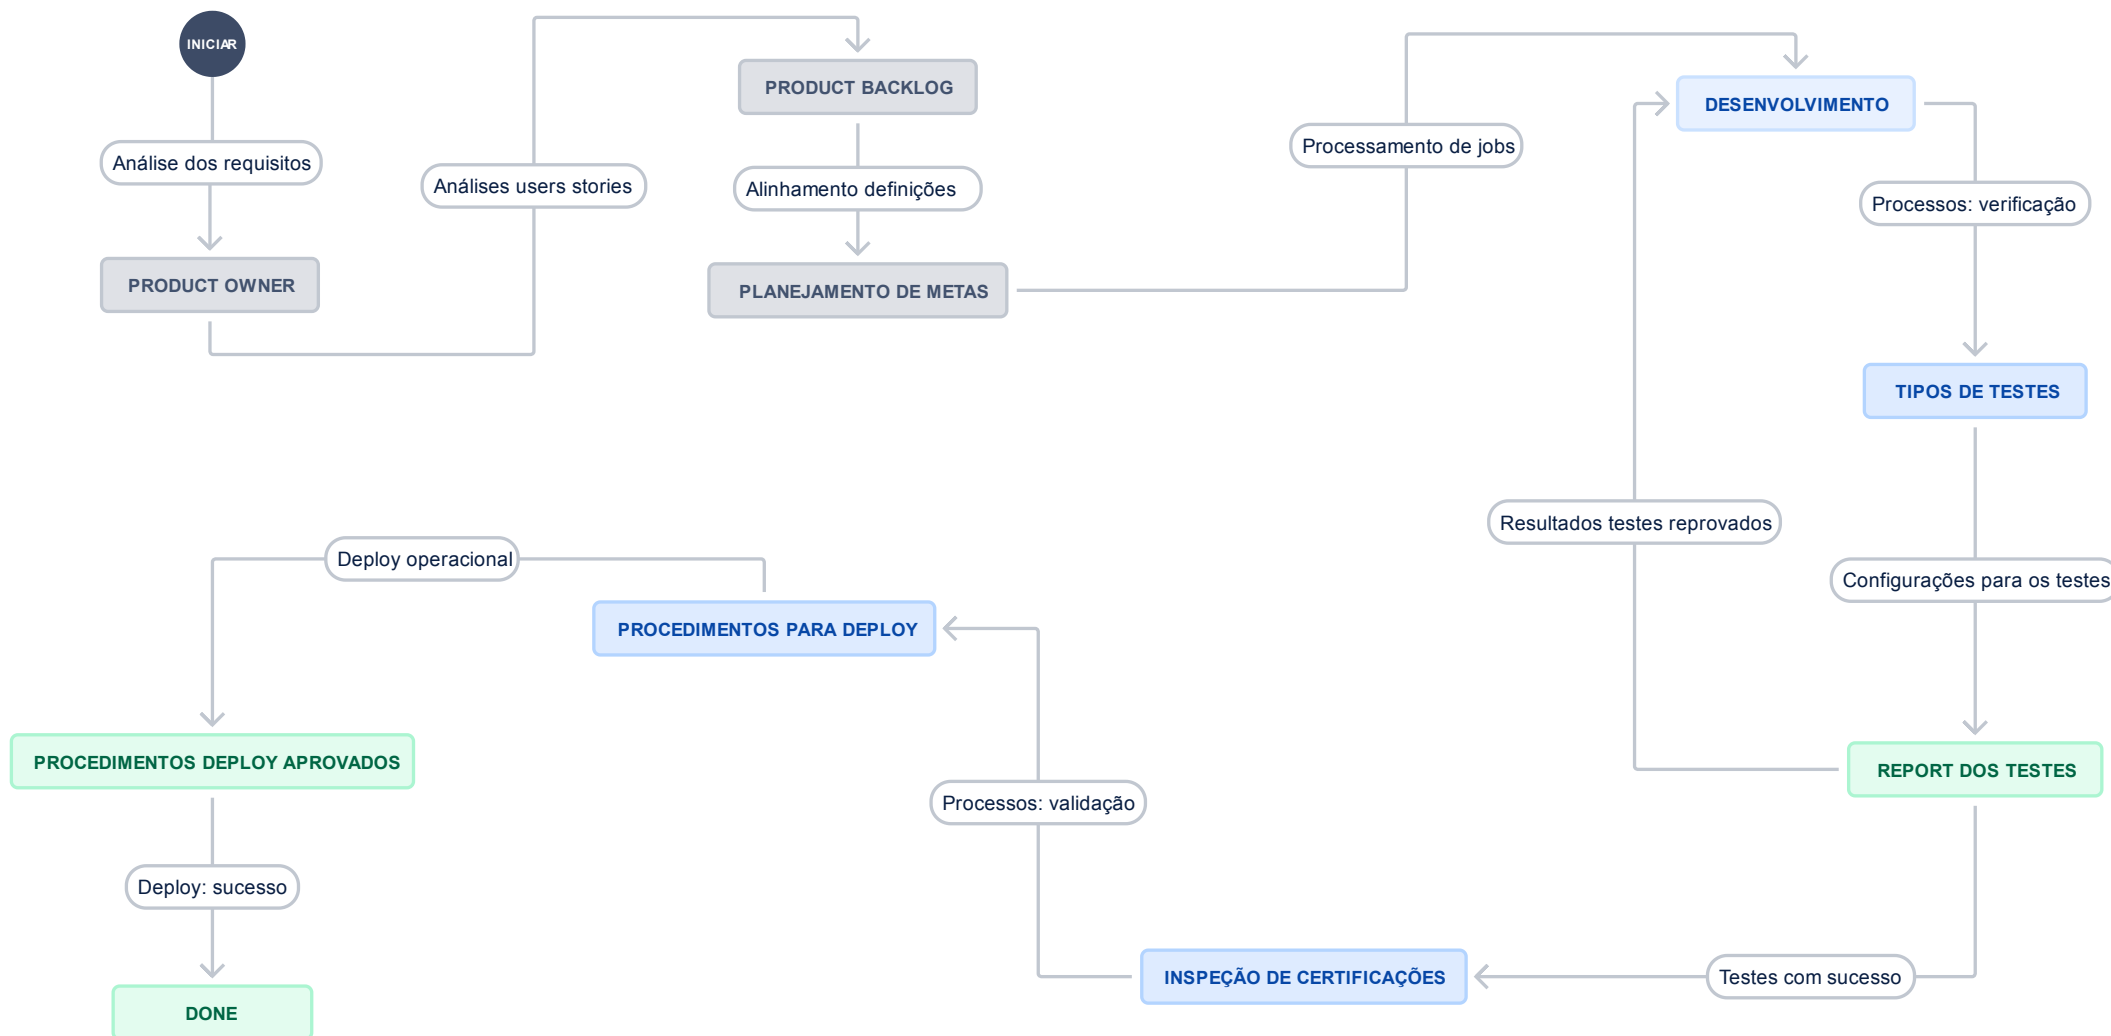 INICIAR
Análise dos requisitos
PRODUCT OWNER
Análises users stories
PRODUCT BACKLOG
Alinhamento definições
PLANEJAMENTO DE METAS
Processamento de jobs
DESENVOLVIMENTO
Processos: verificação
TIPOS DE TESTES
Configurações para os testes
REPORT DOS TESTES
Resultados testes reprovados
Testes com sucesso
INSPEÇÃO DE CERTIFICAÇÕES
Processos: validação
PROCEDIMENTOS PARA DEPLOY
Deploy operacional
PROCEDIMENTOS DEPLOY APROVADOS
Deploy: sucesso
DONE